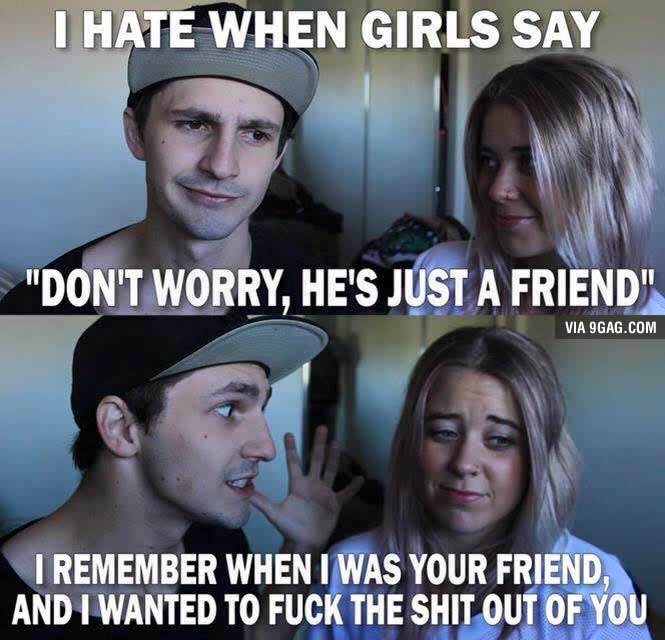 I HATE WHEN GIRLS SAY
"DON'T WORRY, HE'S JUST A FRIEND"
VIA 9GAG.COM
I REMEMBER WHEN I WAS YOUR FRIEND,
AND I WANTED TO FUCK THE SHIT OUT OF YOU